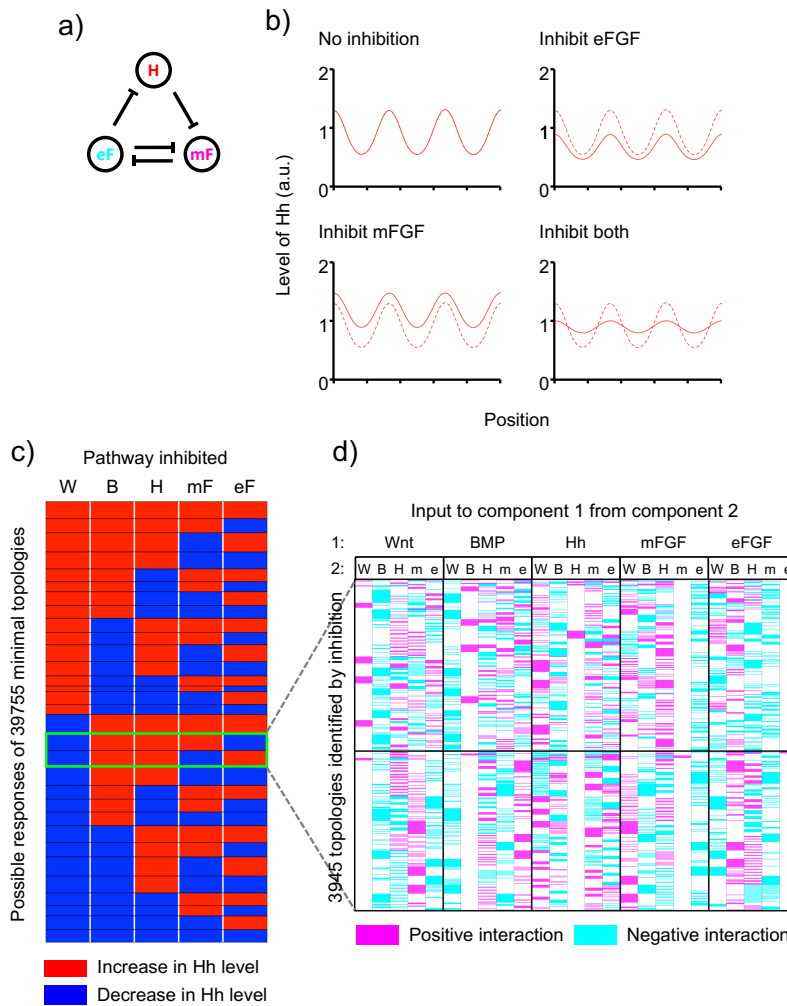 a)
H
eF
mF
b)
No inhibition
Inhibit eFGF
2
1
0
2
1
0
Inhibit mFGF
Inhibit both
2
1
0
2
1
0
Level of Hh (a.u.)
Position
c)
Pathway inhibited
W B H mF eF
Possible responses of 39755 minimal topologies
Increase in Hh level
Decrease in Hh level
d)
Input to component 1 from component 2
1: Wnt BMP Hh mFGF eFGF
2: W B H m e W B H m e W B H m e W B H m e W B H m e
3945 topologies identified by inhibition
Positive interaction
Negative interaction